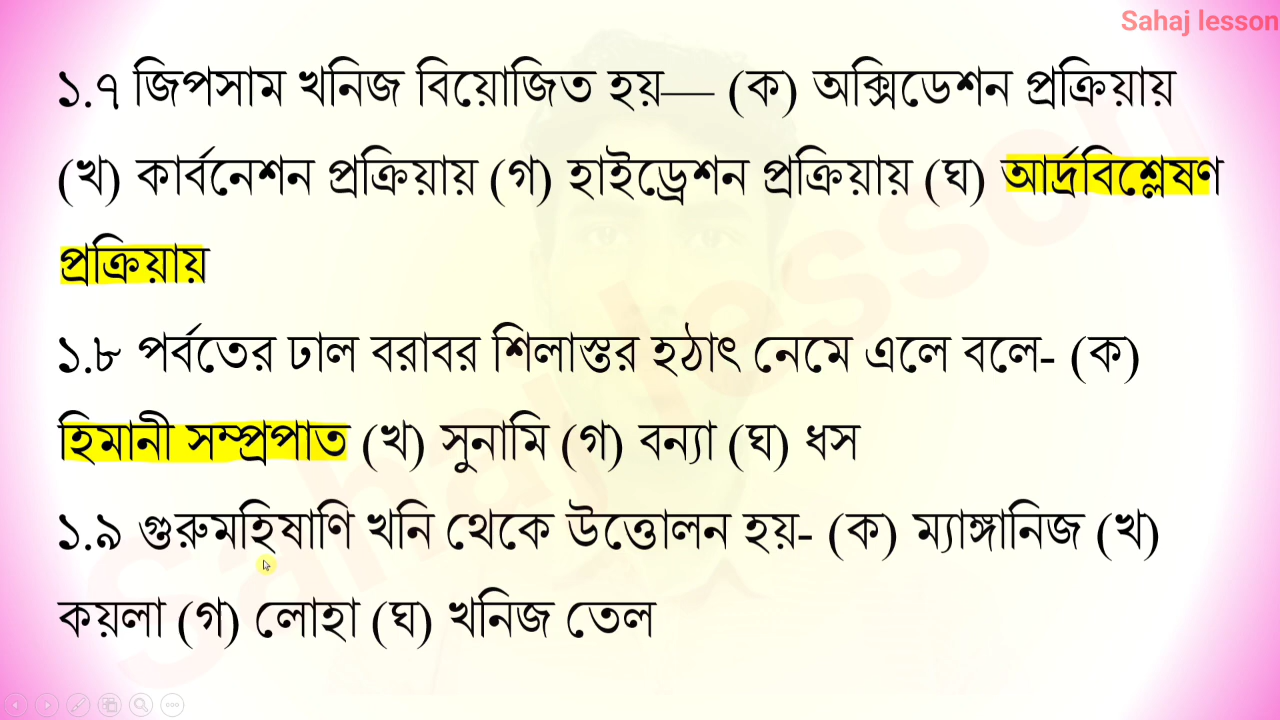 Sahaj lesson
১.৭ জিপসাম খনিজ বিয়োজিত হয়— (ক) অক্সিডেশন প্রক্রিয়ায়
(খ) কার্বনেশন প্রক্রিয়ায় (গ) হাইড্রেশন প্রক্রিয়ায় (ঘ) আর্দ্রবিশ্লেষণ
প্রক্রিয়ায়
১.৮ পর্বতের ঢাল বরাবর শিলাস্তর হঠাৎ নেমে এলে বলে- (ক)
হিমানী সম্প্রপাত (খ) সুনামি (গ) বন্যা (ঘ) ধস
১.৯ গুরুমহিষাণি খনি থেকে উত্তোলন হয়- (ক) ম্যাঙ্গানিজ (খ)
কয়লা (গ) লোহা (ঘ) খনিজ তেল
Sahaj lesson